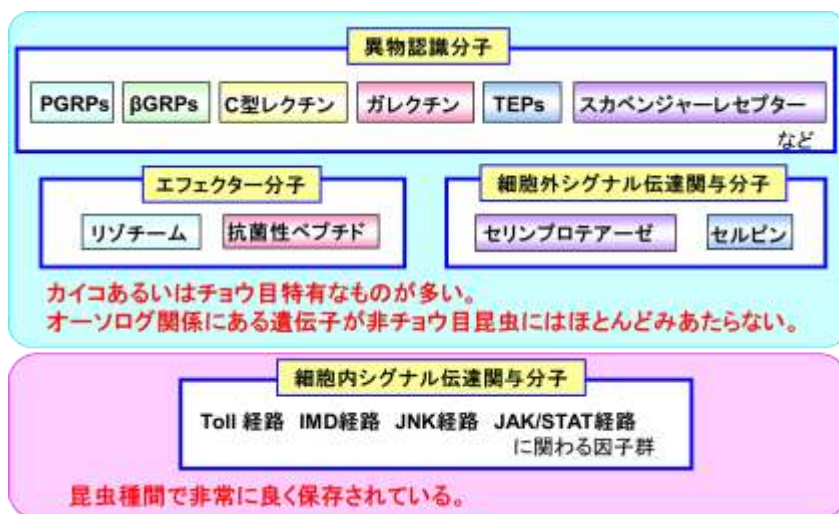 異物認識分子
PGRPs βGRPs C型レクチン ガレクチン TEPs スカベンジャーレセプター
など
エフェクター分子
リゾチーム 抗菌性ペプチド
細胞外シグナル伝達関与分子
セリンプロテアーゼ セルピン
カイコあるいはチョウ目特有なものが多い。
オーソログ関係にある遺伝子が非チョウ目昆虫にはほとんどみあたらない。
細胞内シグナル伝達関与分子
Toll 経路 IMD経路 JNK経路 JAK/STAT経路
に関わる因子群
昆虫種間で非常に良く保存されている。